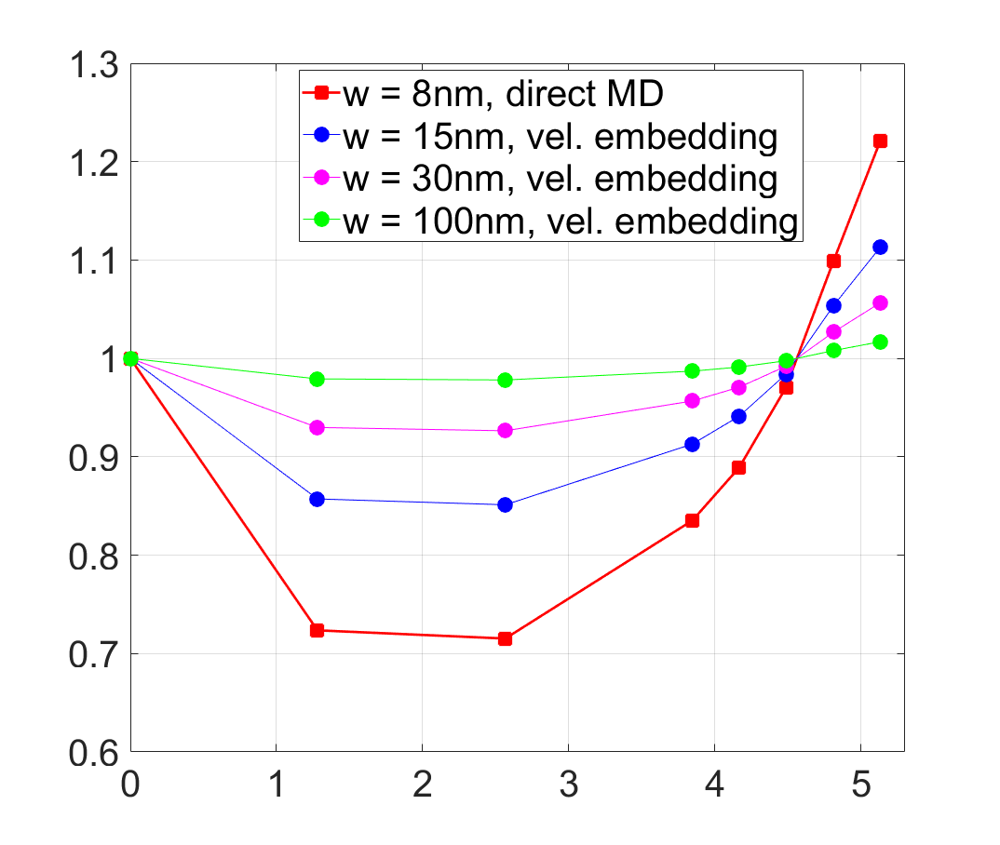 1.3
w = 8nm, direct MD
w = 15nm, vel. embedding
1.2
w = 30nm, vel. embedding
w = 100nm, vel. embedding
1.1
1
0.9
0.8
0.7
0.6
0 1 2 3 4 5